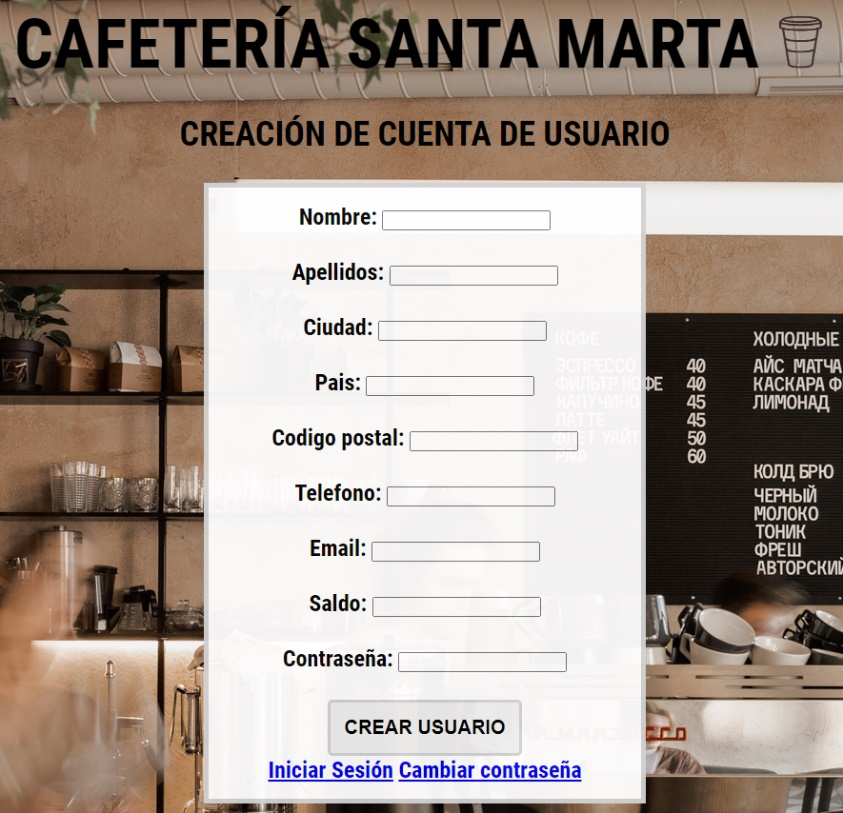 CAFETERÍA SANTA MARTA
CREACIÓN DE CUENTA DE USUARIO
Nombre:
Apellidos:
Ciudad:
Pais:
Codigo postal:
Telefono:
Email:
Saldo:
Contraseña:
CREAR USUARIO
Iniciar Sesión Cambiar contraseña
КОФЕ
ЭСПРЕССО 40
ФИЛЬТР КОФЕ 40
КАПУЧИНО 45
ЛАТТЕ 45
ФЛЕТ УАЙТ 50
РАФ 60
ХОЛОДНЫЕ
АЙС МАТЧА
КАСКАРА
ЛИМОНАД
КОЛД БРЮ
ЧЕРНЫЙ
МОЛОКО
ТОНИК
ФРЕШ
АВТОРСКИЙ